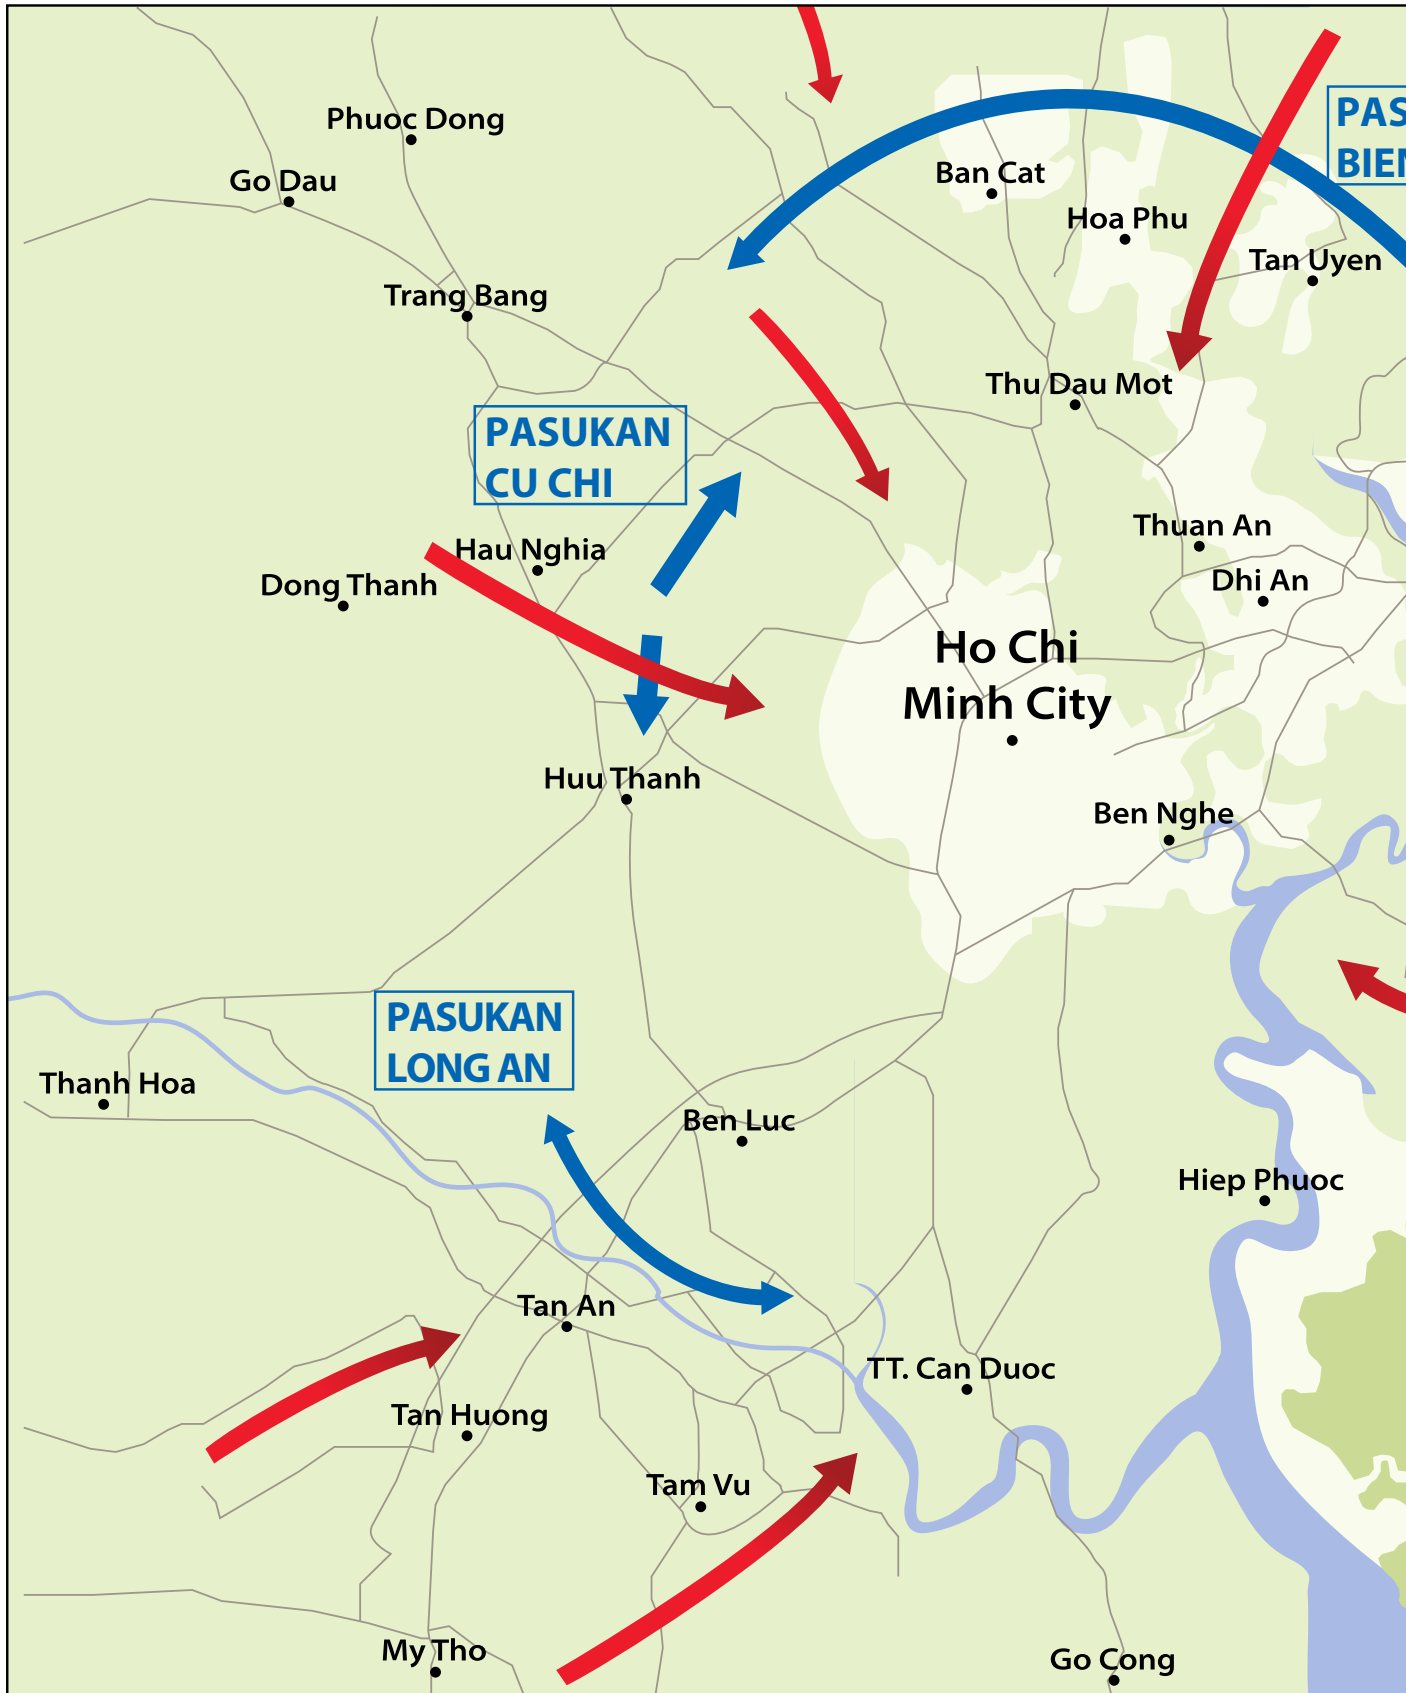 Phuoc Dong
Go Dau
PAS
BIEN
Ban Cat
Hoa Phu
Tan Uyen
Trang Bang
Thu Dau Mot
PASUKAN
CU CHI
Hau Nghia
Dong Thanh
Thuan An
Dhi An
Ho Chi
Minh City
Huu Thanh
Ben Nghe
PASUKAN
LONG AN
Thanh Hoa
Ben Luc
Hiep Phuoc
Tan An
TT. Can Duoc
Tan Huong
Tam Vu
My Tho
Go Cong